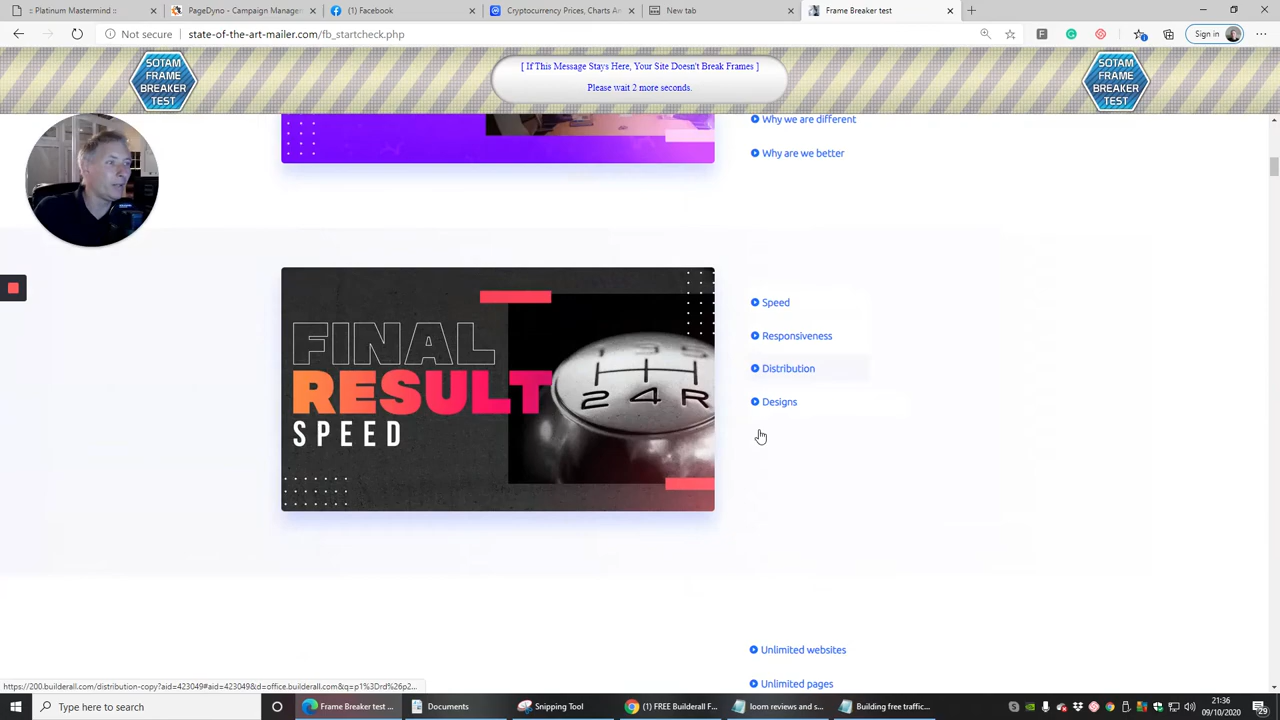 :: Platinum Mastermind ::
PageDyno - Campaign Manage
(1) Facebook
Cryptocurrency Prices, Charts An
New tab
Frame Breaker test
Not secure
state-of-the-art-mailer.com/fb_startcheck.php
Sign in
SOTAM
FRAME
BREAKER
TEST
[ If This Message Stays Here, Your Site Doesn't Break Frames ]
Please wait 2 more seconds.
SOTAM
FRAME
BREAKER
TEST
Why we are different
Why are we better
FINAL
RESULT
SPEED
1 3 5
2 4 R
Speed
Responsiveness
Distribution
Designs
Unlimited websites
Unlimited pages
https://200.builderall.com/distribution-copy?aid=423049#aid=423049&d=office.builderall.com&q=p1%3Drd%26p2...
Type here to search
Frame Breaker test ...
Documents
Snipping Tool
(1) FREE Builderall F...
loom reviews and s...
Building free traffic...
21:36
09/10/2020